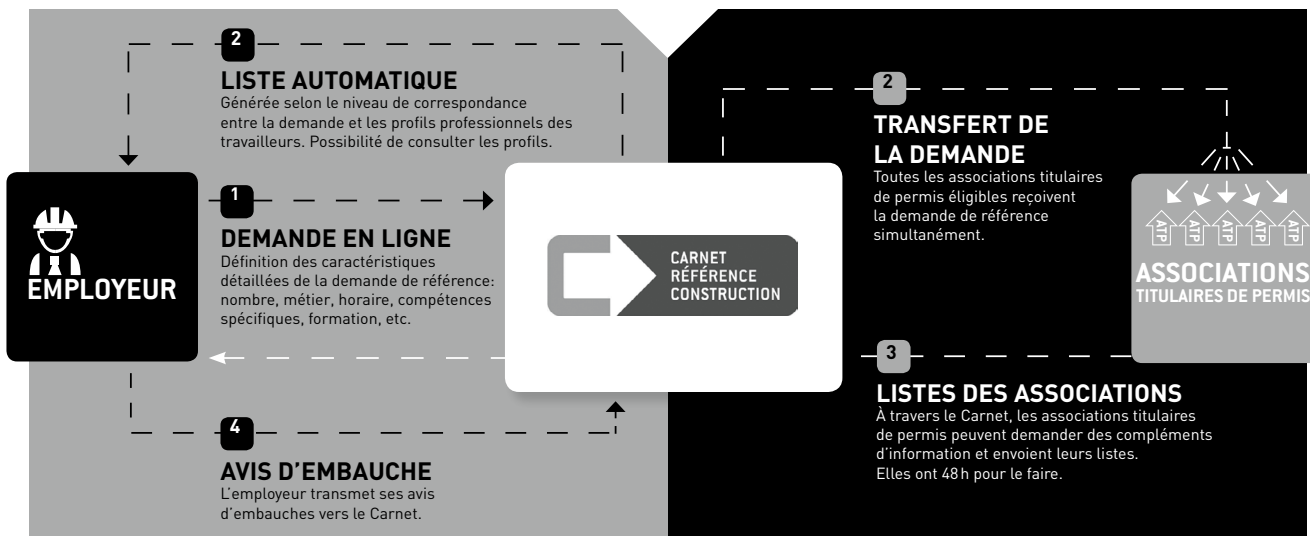 2
LISTE AUTOMATIQUE
Générée selon le niveau de correspondance
entre la demande et les profils professionnels des
travailleurs. Possibilité de consulter les profils.
EMPLOYEUR
1
DEMANDE EN LIGNE
Définition des caractéristiques
détaillées de la demande de référence:
nombre, métier, horaire, compétences
spécifiques, formation, etc.
4
AVIS D’EMBAUCHE
L’employeur transmet ses avis
d’embauches vers le Carnet.
CARNET
RÉFÉRENCE
CONSTRUCTION
2
TRANSFERT DE
LA DEMANDE
Toutes les associations titulaires
de permis éligibles reçoivent
la demande de référence
simultanément.
ATP
ATP
ATP
ATP
ATP
ASSOCIATIONS
TITULAIRES DE PERMIS
3
LISTES DES ASSOCIATIONS
À travers le Carnet, les associations titulaires
de permis peuvent demander des compléments
d’information et envoient leurs listes.
Elles ont 48 h pour le faire.